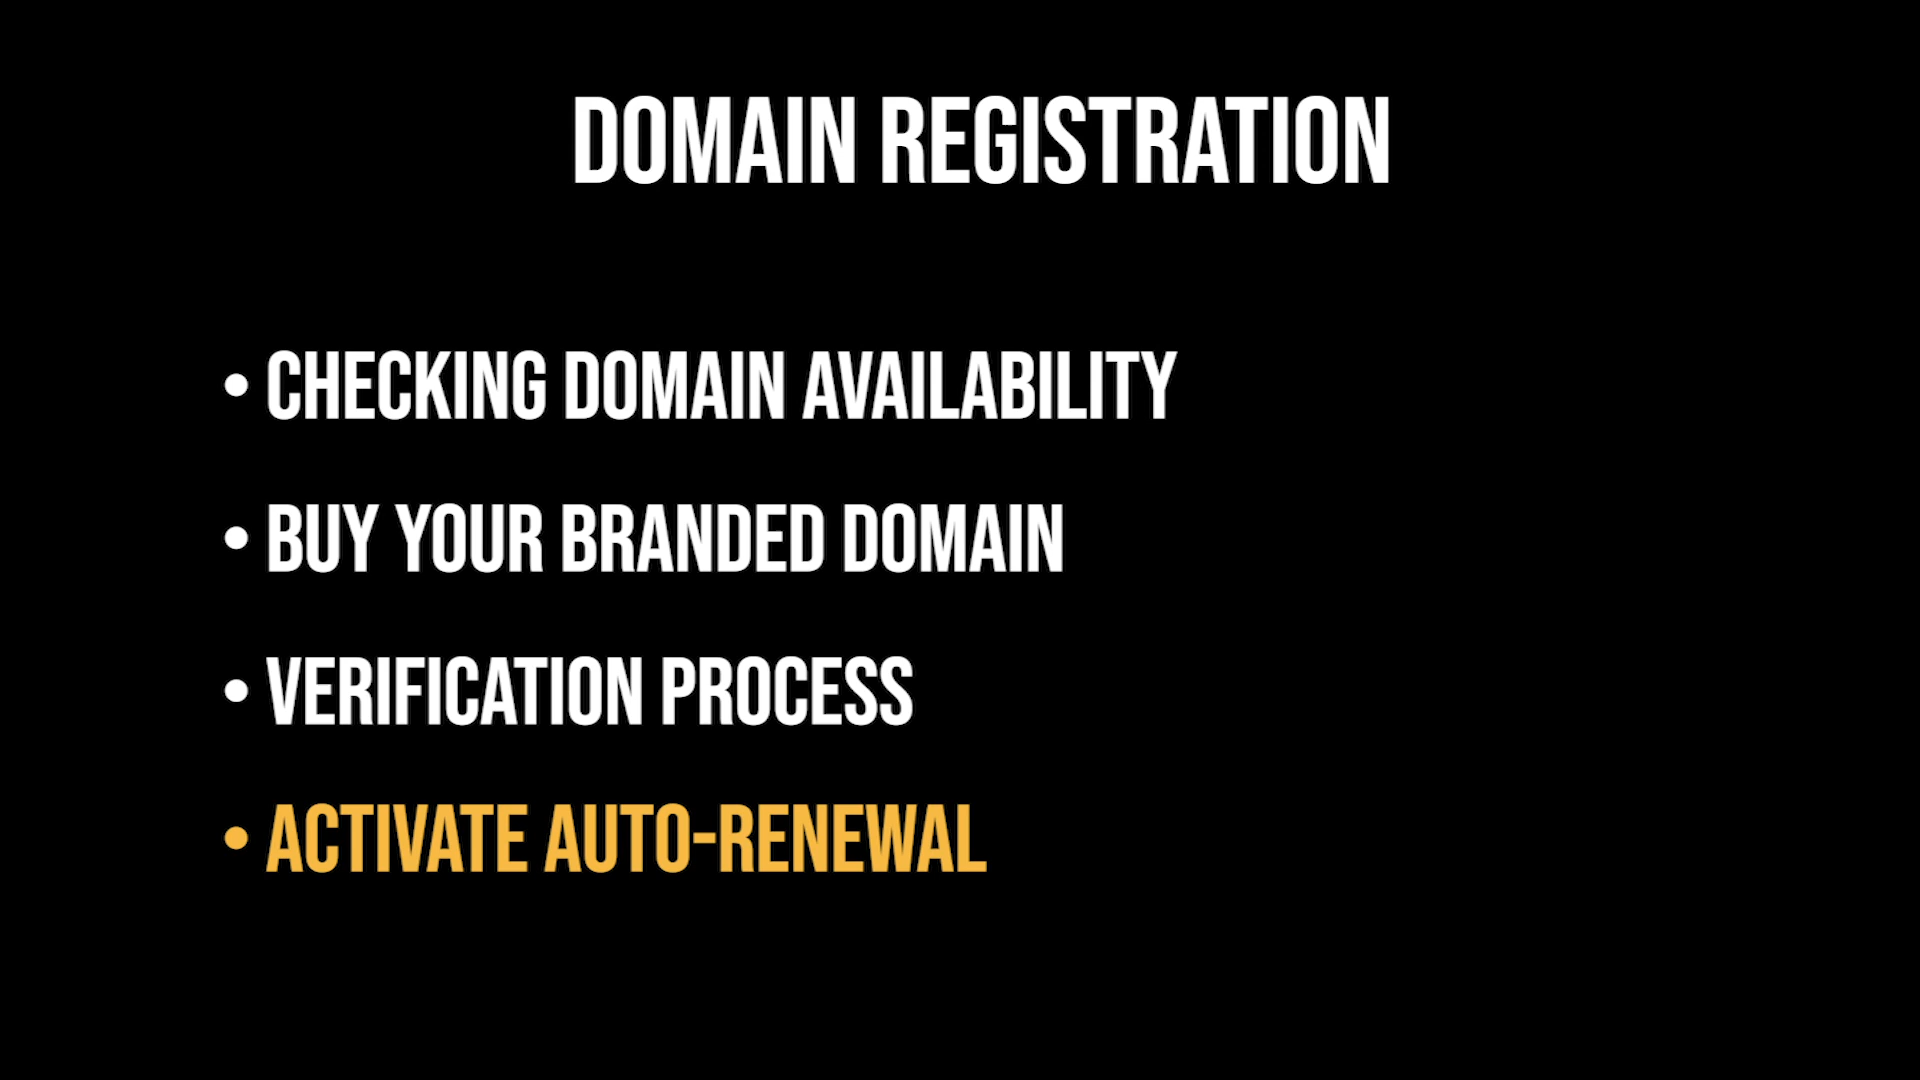 DOMAIN REGISTRATION
• CHECKING DOMAIN AVAILABILITY
• BUY YOUR BRANDED DOMAIN
• VERIFICATION PROCESS
• ACTIVATE AUTO-RENEWAL